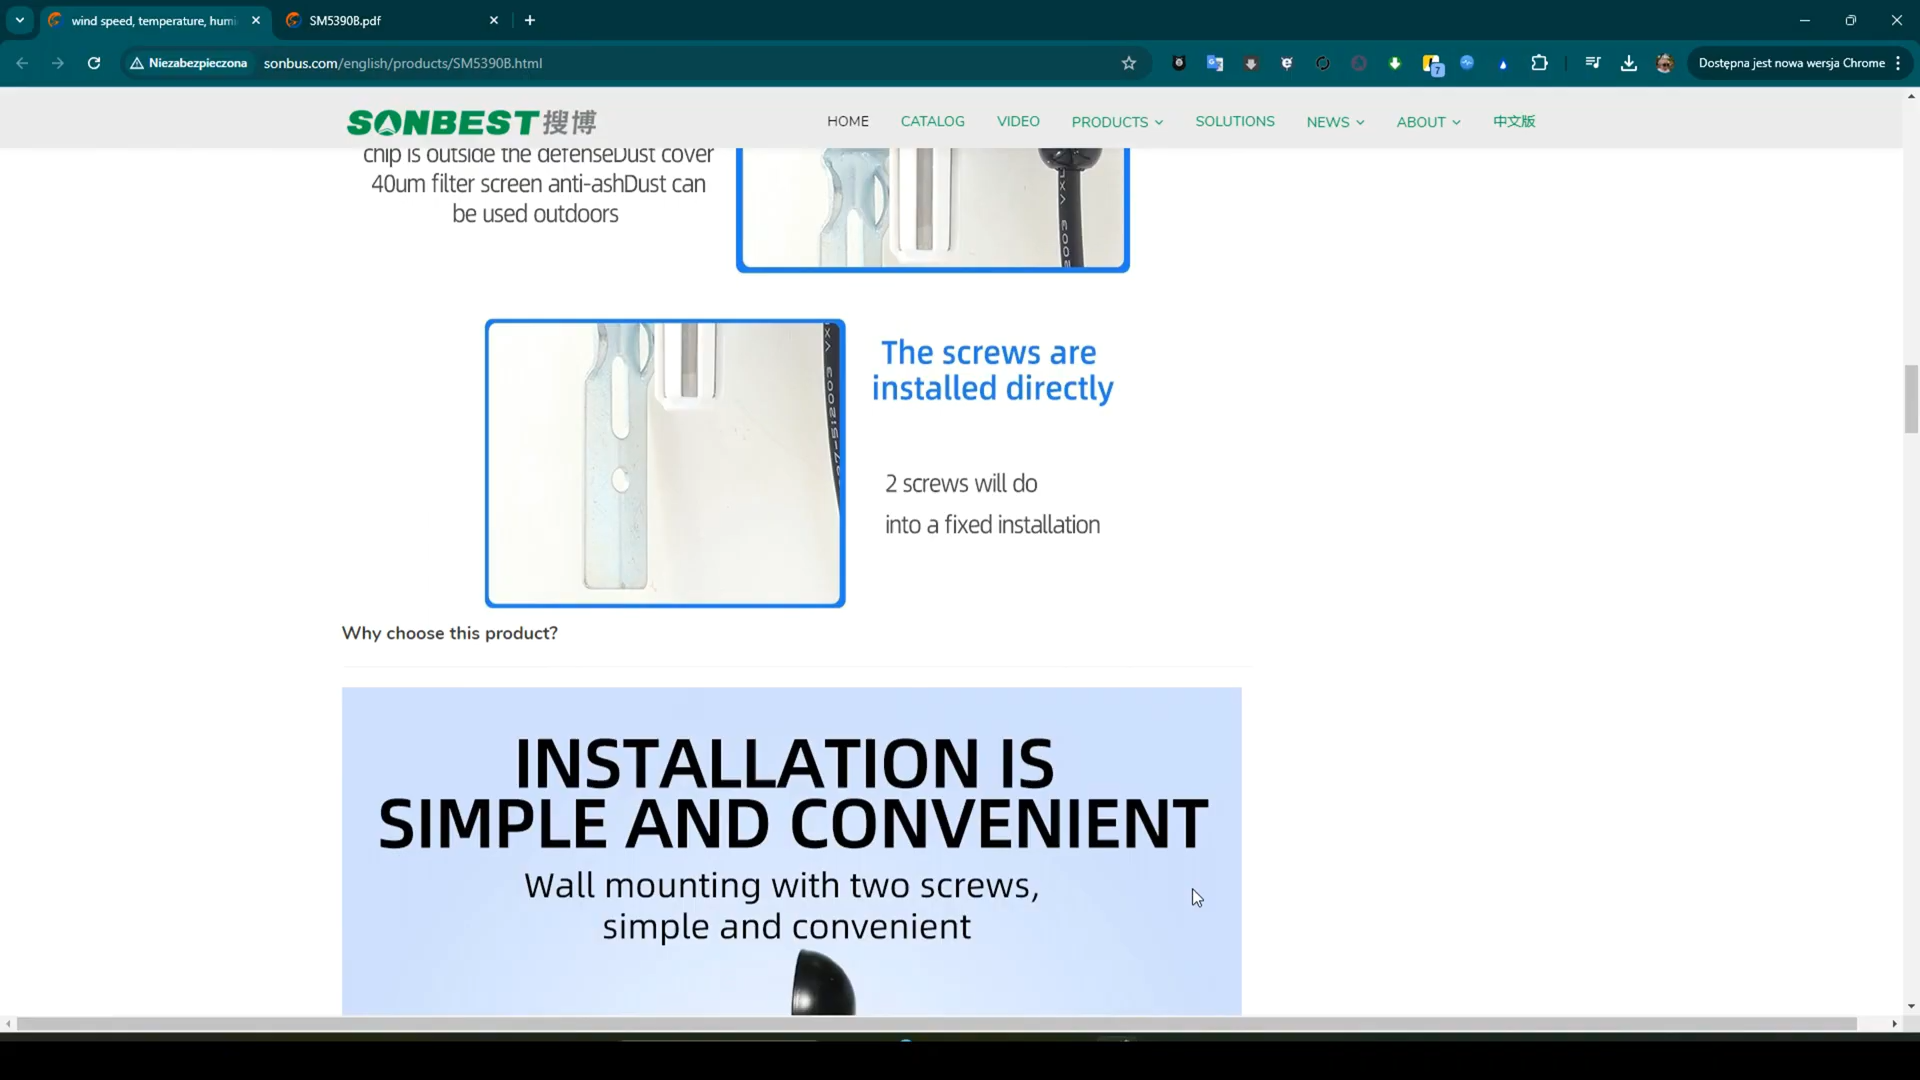 wind speed, temperature, humi
SM5390B.pdf
Niezabezpieczona
sonbus.com/english/products/SM5390B.html
7
Dostępna jest nowa wersja Chrome
SONBEST搜博
HOME
CATALOG
VIDEO
PRODUCTS
SOLUTIONS
NEWS
ABOUT
中文版
chip is outside the defenseDust cover
40um filter screen anti-ashDust can
be used outdoors
The screws are
installed directly
2 screws will do
into a fixed installation
Why choose this product?
INSTALLATION IS
SIMPLE AND CONVENIENT
Wall mounting with two screws,
simple and convenient